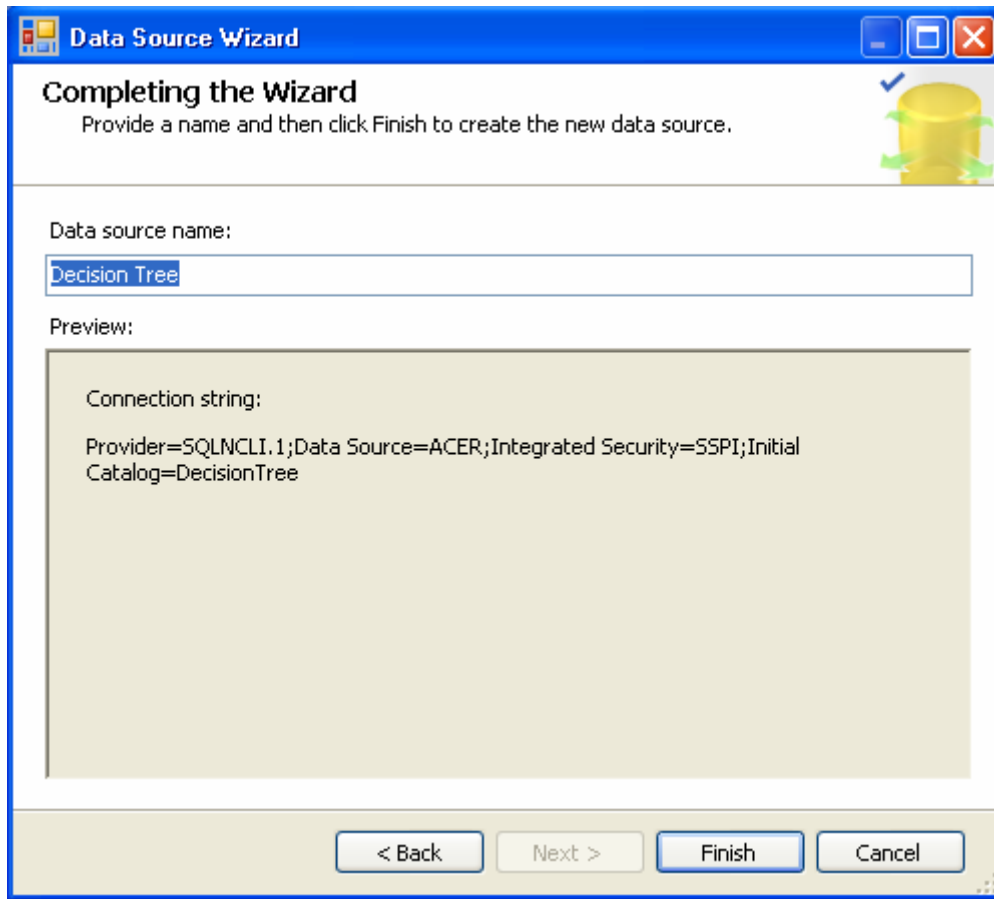 Data Source Wizard
Completing the Wizard
Provide a name and then click Finish to create the new data source.
Data source name:
Decision Tree
Preview:
Connection string:
Provider=SQLNCLI.1;Data Source=ACER;Integrated Security=SSPI;Initial
Catalog=DecisionTree
< Back
Next >
Finish
Cancel